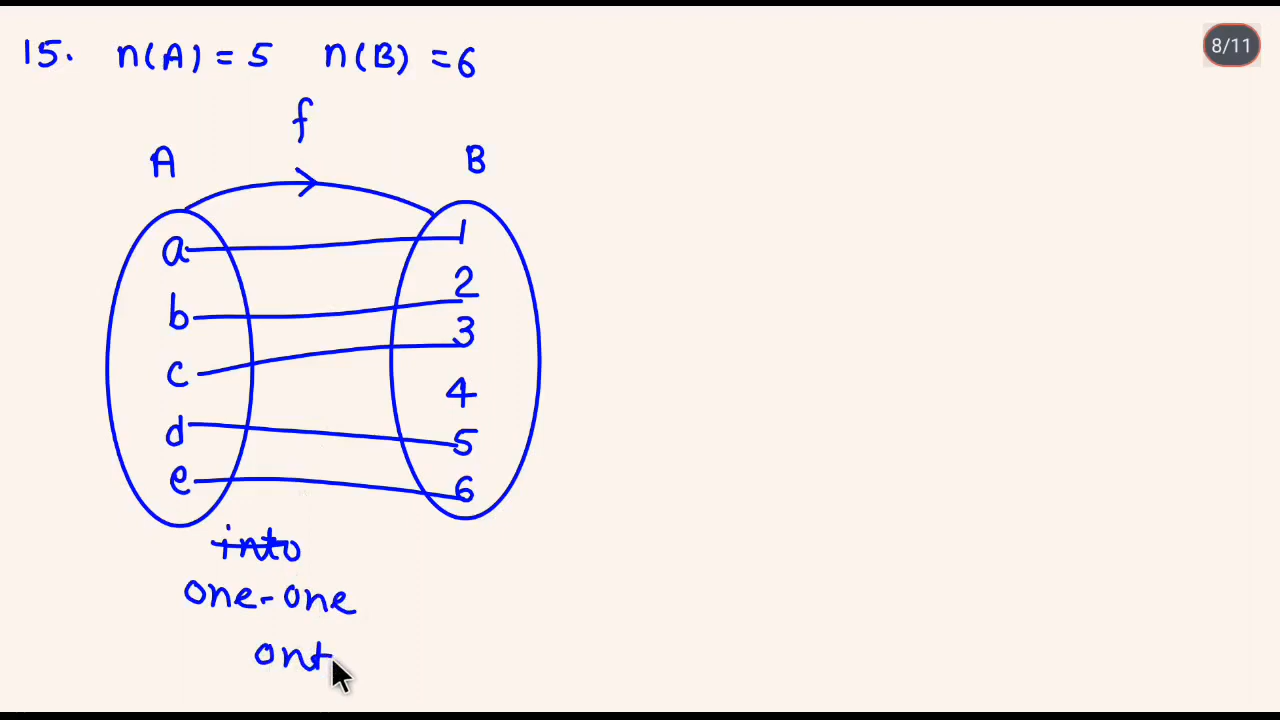 15. n(A) = 5 n(B) = 6
8/11
f
A B
a 1
b 2
c 3
4
d 5
e 6
into
one-one
ont